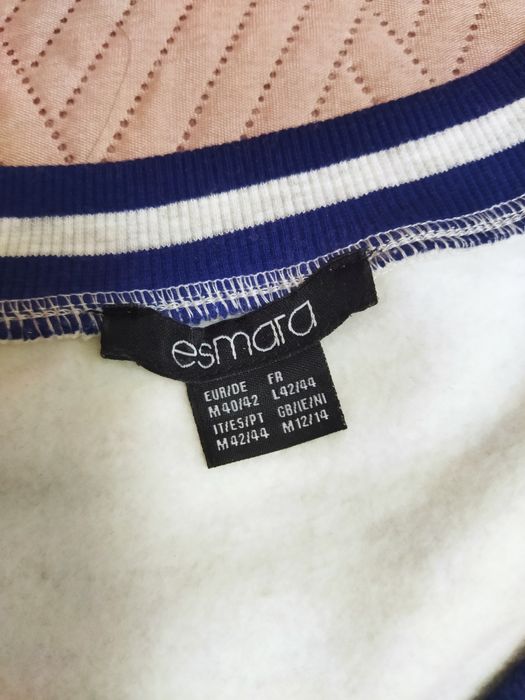 esmara
EUR/DE FR
M 40/42 L 42/44
IT/ES/PT GB/IE/NI
M 42/44 M 12/14